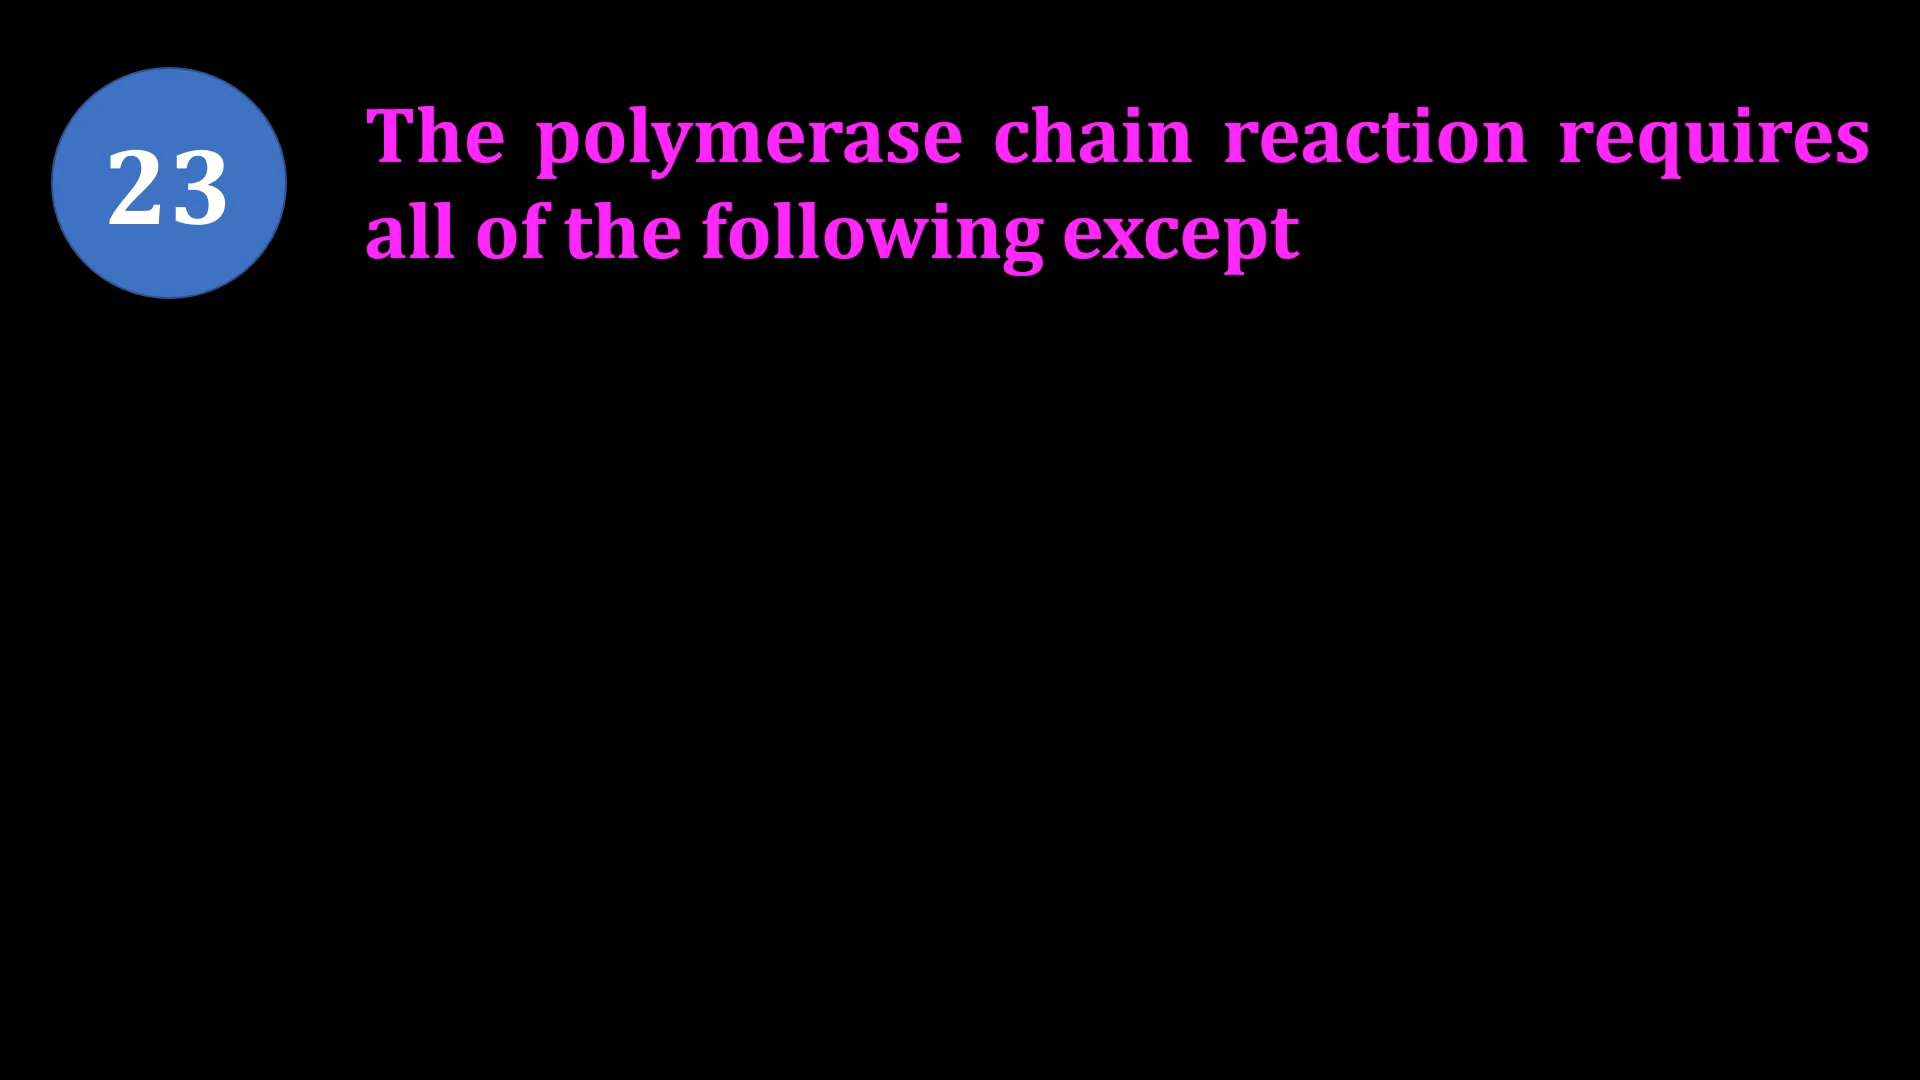 23
The polymerase chain reaction requires
all of the following except